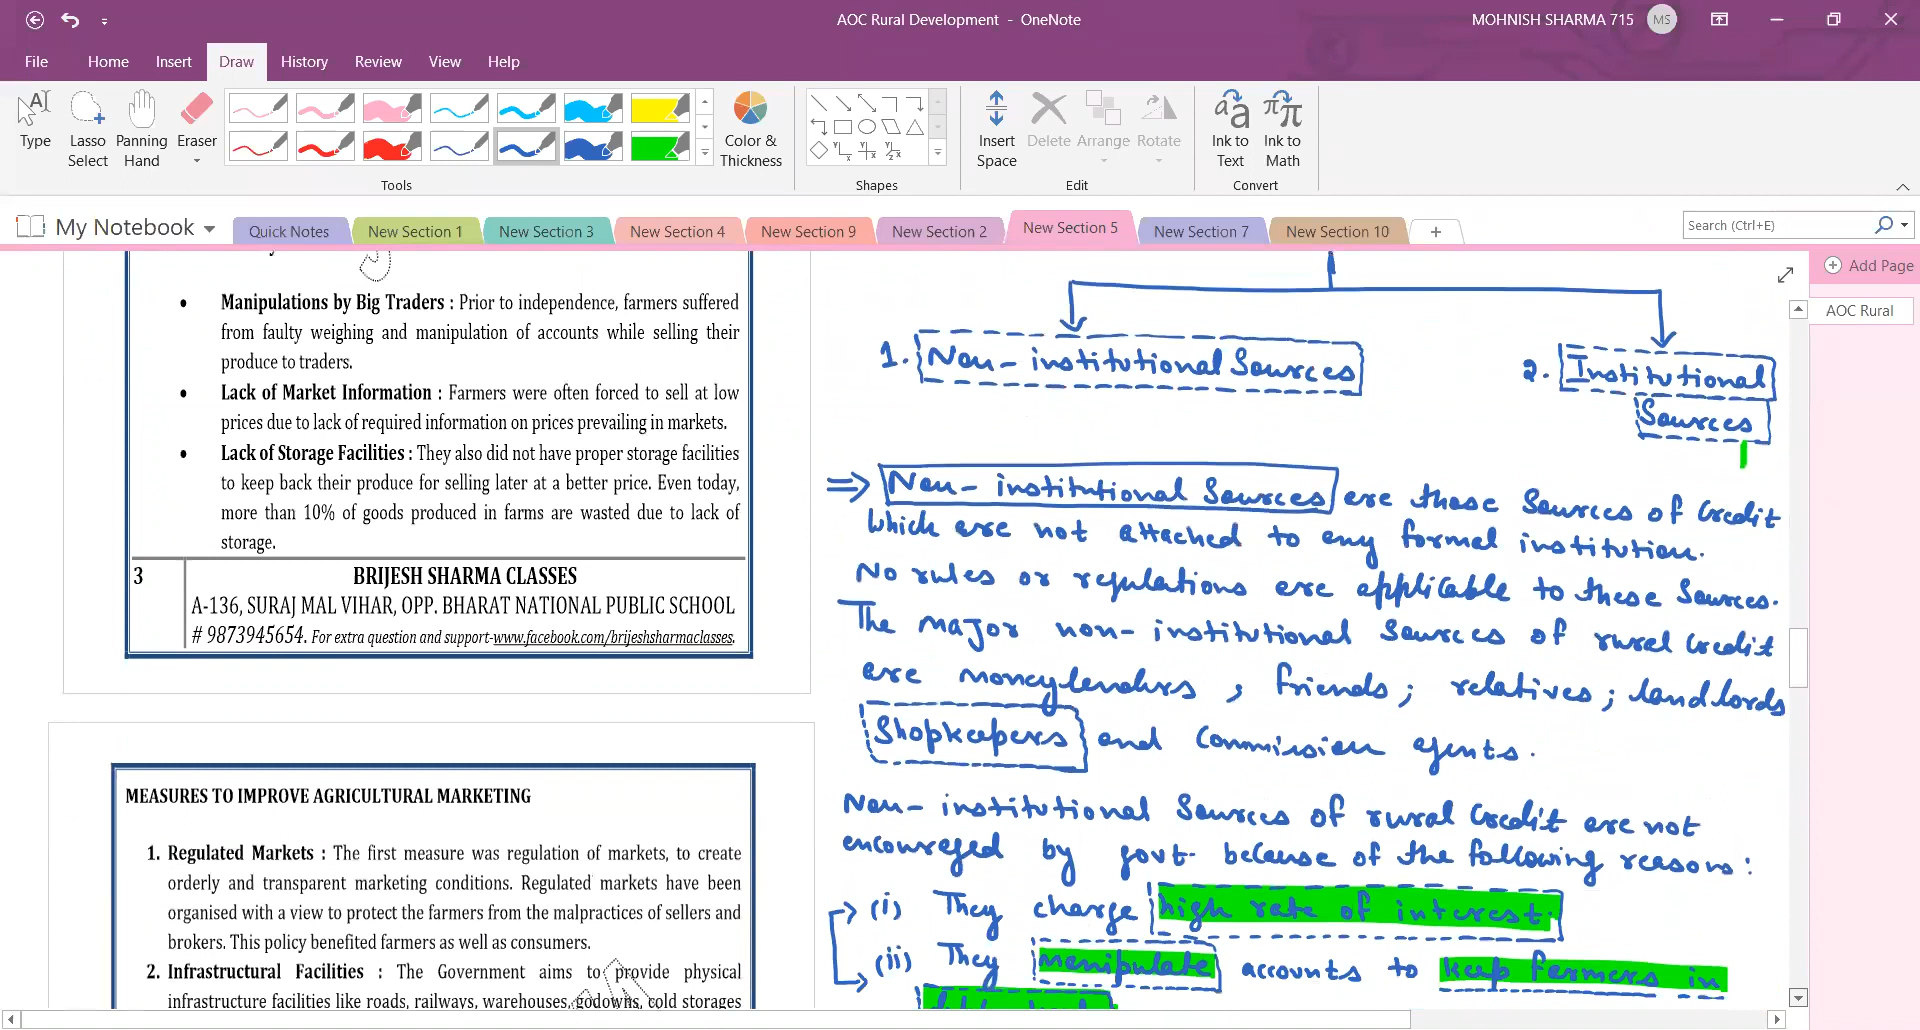 AOC Rural Development - OneNote
MOHNISH SHARMA 715
MS
File
Home
Insert
Draw
History
Review
View
Help
Type
Lasso Select
Panning Hand
Eraser
Color & Thickness
Insert Space
Delete
Arrange
Rotate
Ink to Text
Ink to Math
Tools
Shapes
Edit
Convert
My Notebook
Quick Notes
New Section 1
New Section 3
New Section 4
New Section 9
New Section 2
New Section 5
New Section 7
New Section 10
Search (Ctrl+E)
Add Page
AOC Rural
Manipulations by Big Traders : Prior to independence, farmers suffered
from faulty weighing and manipulation of accounts while selling their
produce to traders.
Lack of Market Information : Farmers were often forced to sell at low
prices due to lack of required information on prices prevailing in markets.
Lack of Storage Facilities : They also did not have proper storage facilities
to keep back their produce for selling later at a better price. Even today,
more than 10% of goods produced in farms are wasted due to lack of
storage.
3
BRIJESH SHARMA CLASSES
A-136, SURAJ MAL VIHAR, OPP. BHARAT NATIONAL PUBLIC SCHOOL
# 9873945654. For extra question and support-www.facebook.com/brijeshsharmaclasses.
MEASURES TO IMPROVE AGRICULTURAL MARKETING
1. Regulated Markets : The first measure was regulation of markets, to create
orderly and transparent marketing conditions. Regulated markets have been
organised with a view to protect the farmers from the malpractices of sellers and
brokers. This policy benefited farmers as well as consumers.
2. Infrastructural Facilities : The Government aims to provide physical
infrastructure facilities like roads, railways, warehouses, godowns, cold storages
1. Non-institutional Sources
2. Institutional
Sources
⇒ Non-institutional Sources are those Sources of Credit
which are not attached to any formal institution.
No rules or regulations are applicable to these Sources.
The major non-institutional Sources of rural Credit
are moneylenders, friends; relatives; landlords
Shopkeepers and Commission agents.
Non-institutional Sources of rural Credit are not
encouraged by govt. because of the following reasons:
(i) They charge high rate of interest.
(ii) They manipulate accounts to keep farmers in